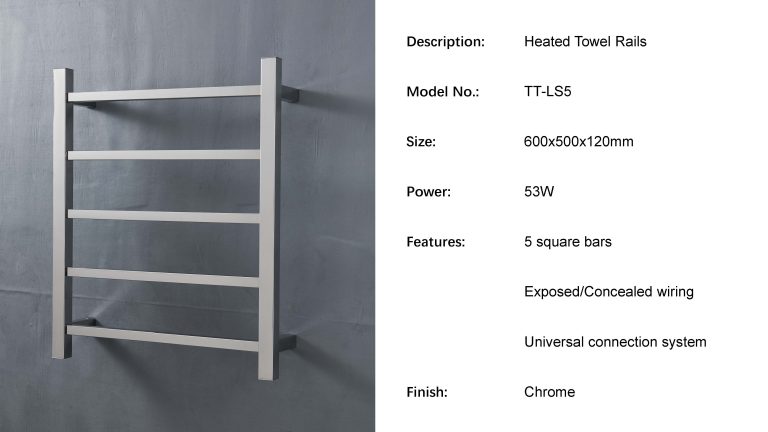 Description: Heated Towel Rails
Model No.: TT-LS5
Size: 600x500x120mm
Power: 53W
Features: 5 square bars
Exposed/Concealed wiring
Universal connection system
Finish: Chrome